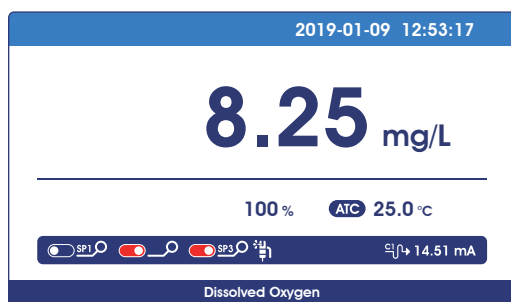 2019-01-09 12:53:17
8.25 mg/L
100 % ATC 25.0 °C
SP1 SP3 14.51 mA
Dissolved Oxygen